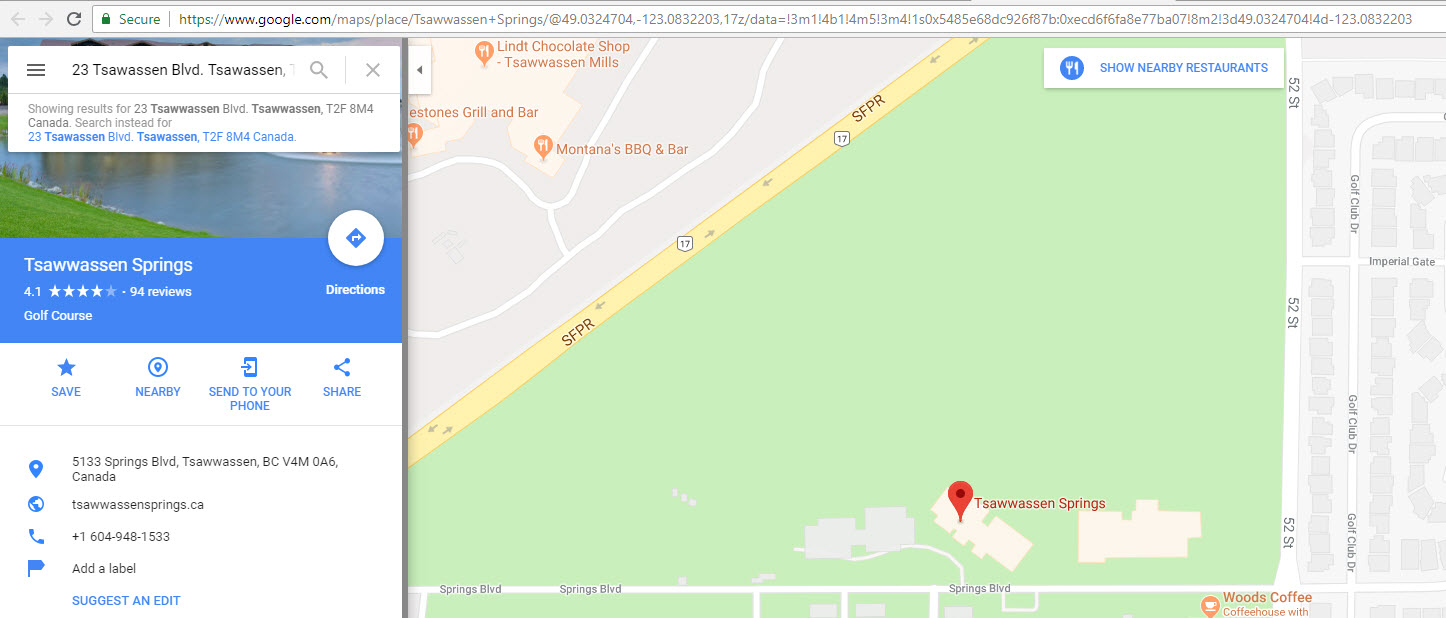 Secure
https://www.google.com/maps/place/Tsawwassen+Springs/@49.0324704,-123.0832203,17z/data=!3m1!4b1!4m5!3m4!1s0x5485e68dc926f87b:0xecd6f6fa8e77ba07!8m2!3d49.0324704!4d-123.0832203
23 Tsawassen Blvd. Tsawassen,
Showing results for 23 Tsawwassen Blvd. Tsawwassen, T2F 8M4
Canada. Search instead for
23 Tsawassen Blvd. Tsawassen, T2F 8M4 Canada.
Tsawwassen Springs
4.1
· 94 reviews
Golf Course
Directions
SAVE
NEARBY
SEND TO YOUR
PHONE
SHARE
5133 Springs Blvd, Tsawwassen, BC V4M 0A6,
Canada
tsawwassensprings.ca
+1 604-948-1533
Add a label
SUGGEST AN EDIT
Lindt Chocolate Shop
- Tsawwassen Mills
estones Grill and Bar
Montana's BBQ & Bar
SFPR
17
17
SFPR
SHOW NEARBY RESTAURANTS
52 St
Golf Club Dr
Imperial Gate
52 St
Golf Club Dr
Tsawwassen Springs
52 St
Golf Club Dr
Springs Blvd
Springs Blvd
Springs Blvd
Woods Coffee
Coffeehouse with